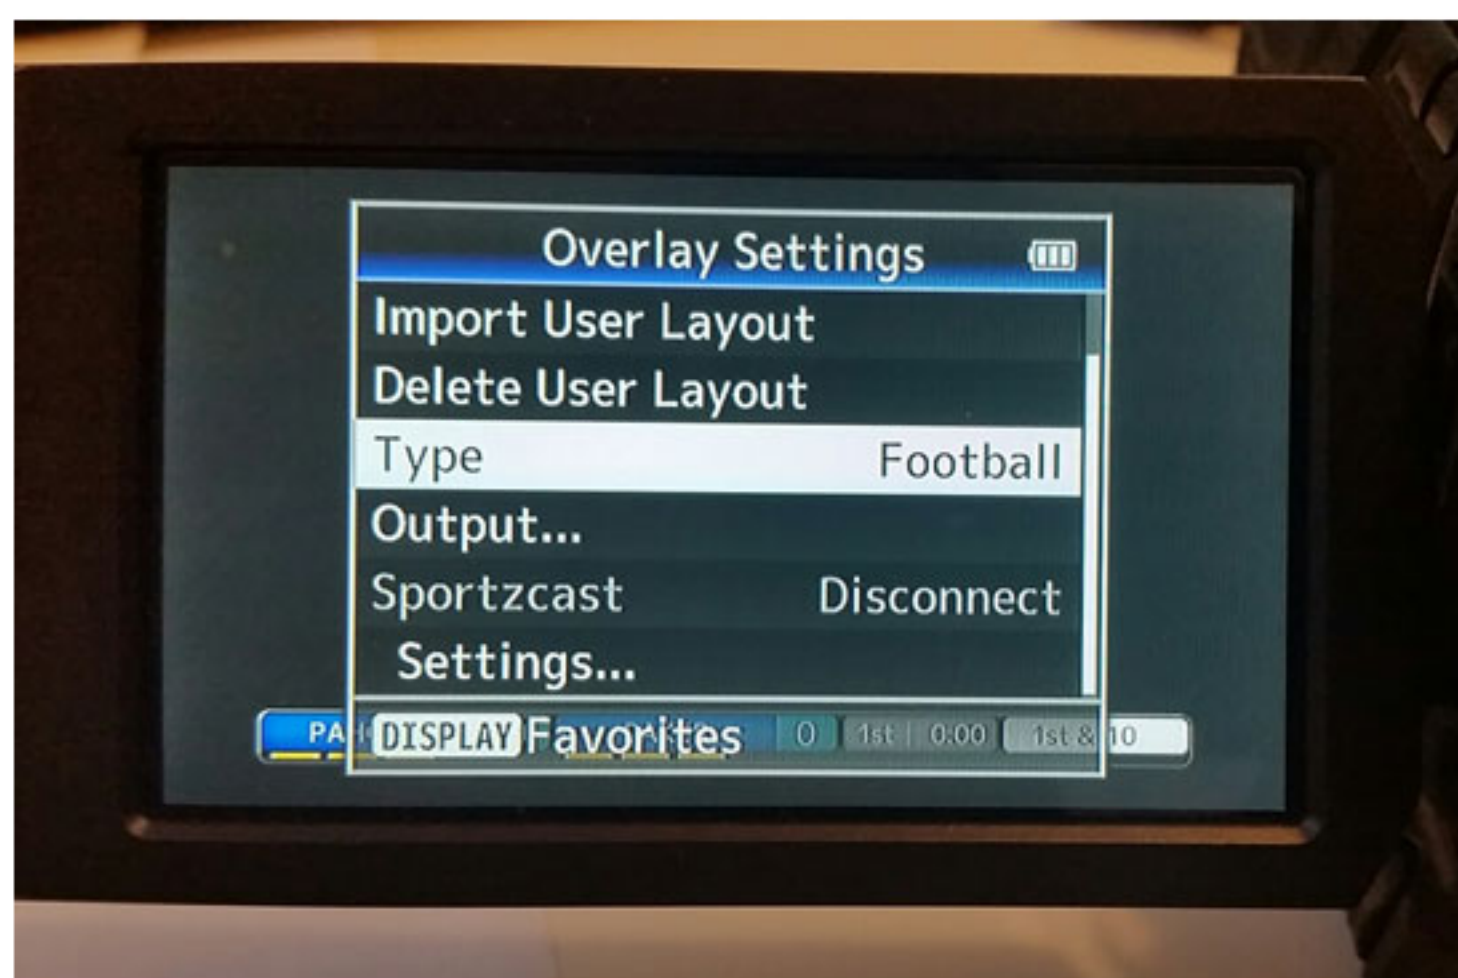 Overlay Settings
Import User Layout
Delete User Layout
Type Football
Output...
Sportzcast Disconnect
Settings...
DISPLAY Favorites
PA 0 1st 0:00 1st & 10